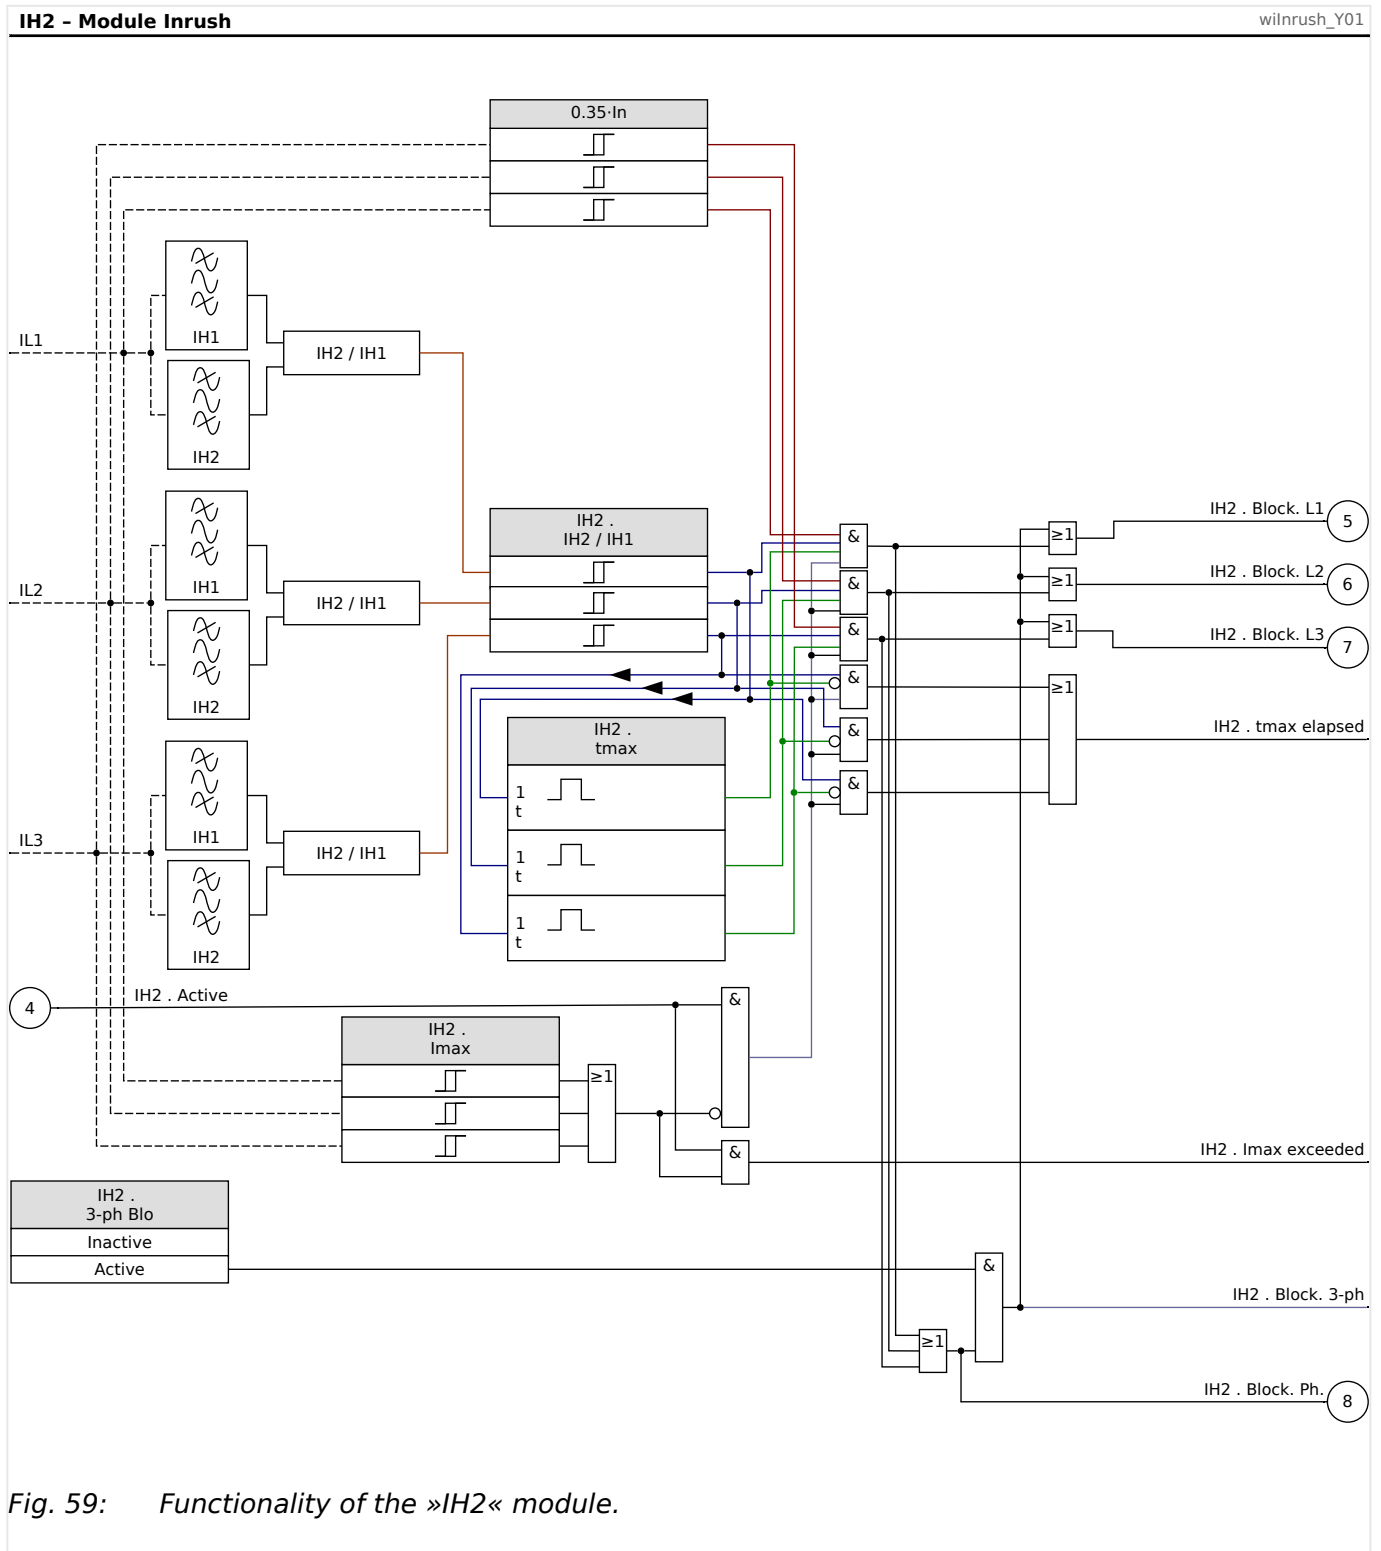 IH2 – Module Inrush
wiInrush_Y01
0.35·In
IH1
IL1
IH2 / IH1
IH2
IH1
IL2
IH2 / IH1
IH2
IH2 .
IH2 / IH1
&
&
&
&
&
&
≥1
≥1
≥1
≥1
IH2 . Block. L1
5
IH2 . Block. L2
6
IH2 . Block. L3
7
IH2 . tmax elapsed
IH2 .
tmax
1
t
1
t
1
t
IH1
IL3
IH2 / IH1
IH2
4
IH2 . Active
&
IH2 .
Imax
≥1
&
IH2 . Imax exceeded
IH2 .
3-ph Blo
Inactive
Active
&
IH2 . Block. 3-ph
≥1
IH2 . Block. Ph.
8
Fig. 59: Functionality of the »IH2« module.